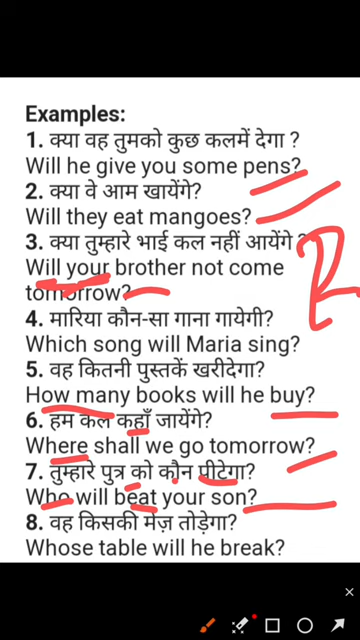 Examples:
1. क्या वह तुमको कुछ कलमें देगा ?
Will he give you some pens?
2. क्या वे आम खायेंगे?
Will they eat mangoes?
3. क्या तुम्हारे भाई कल नहीं आयेंगे ?
Will your brother not come
tomorrow?
4. मारिया कौन-सा गाना गायेगी?
Which song will Maria sing?
5. वह कितनी पुस्तकें खरीदेगा?
How many books will he buy?
6. हम कल कहाँ जायेंगे?
Where shall we go tomorrow?
7. तुम्हारे पुत्र को कौन पीटेगा?
Who will beat your son?
8. वह किसकी मेज़ तोड़ेगा?
Whose table will he break?